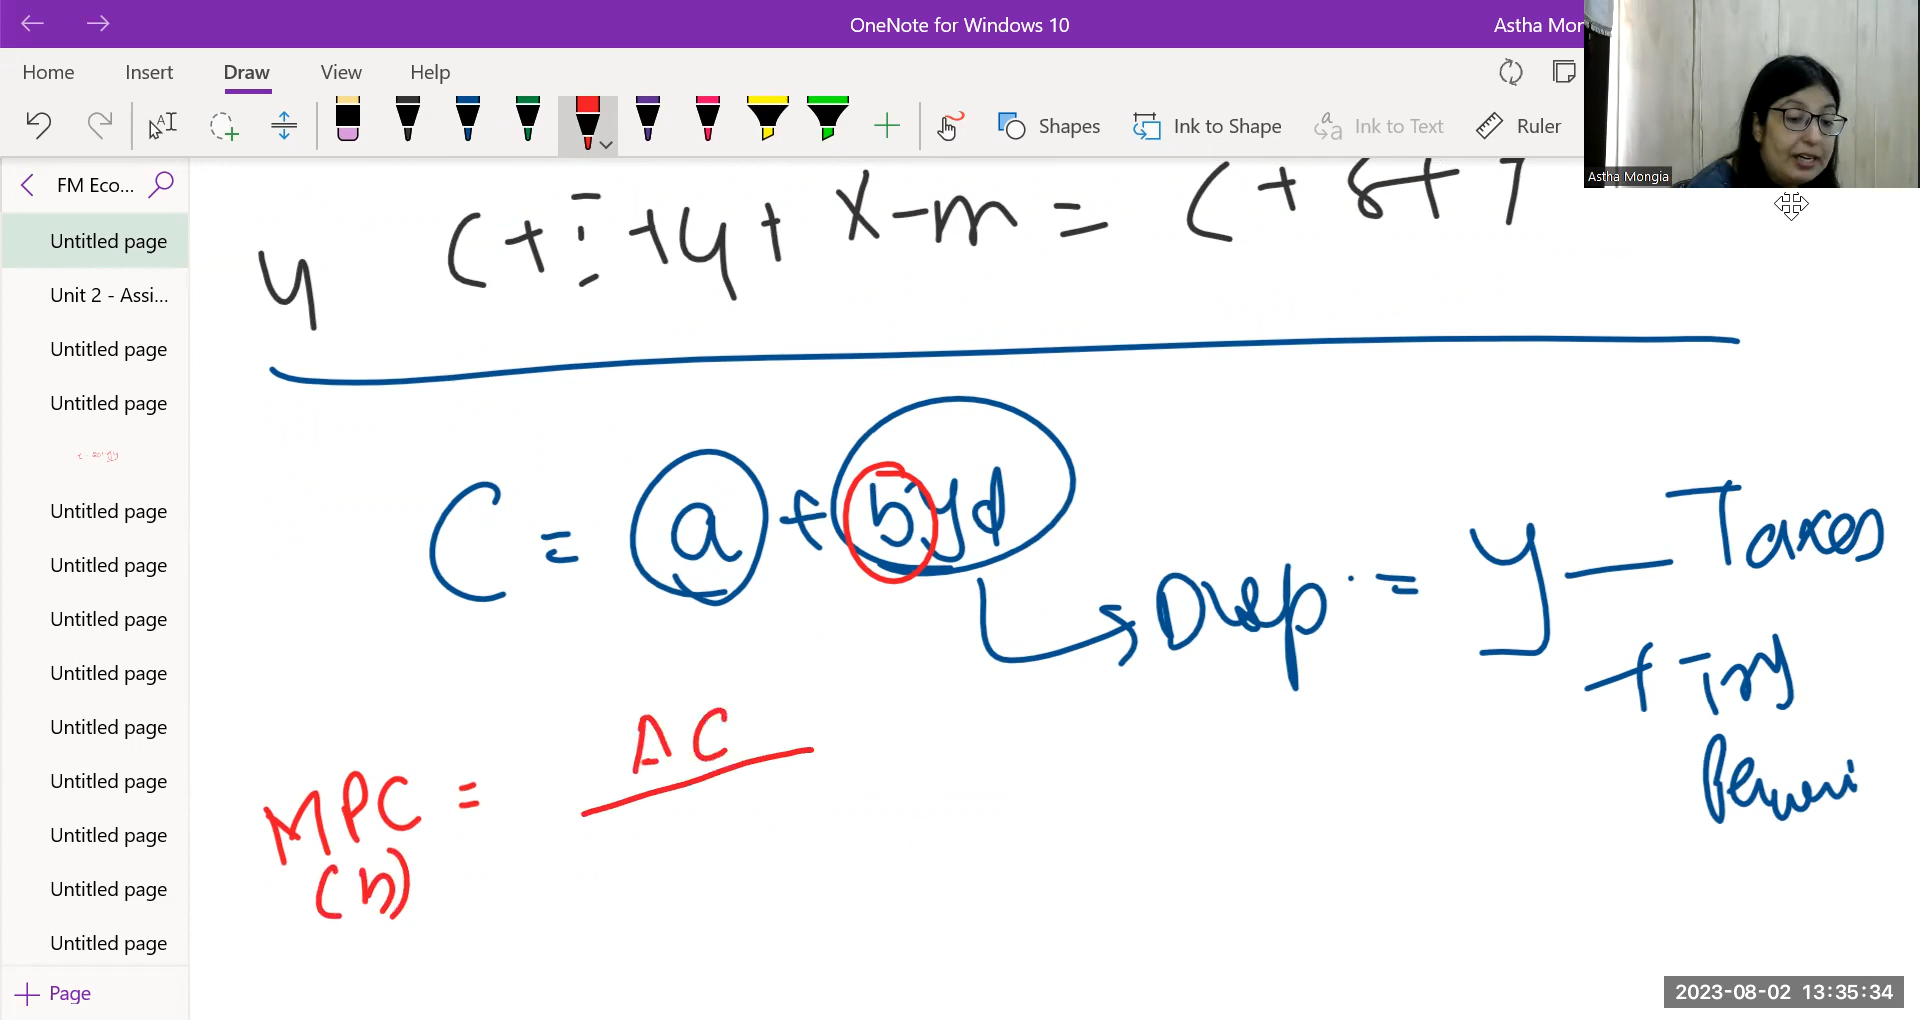 OneNote for Windows 10
Astha Mon
Home Insert Draw View Help
Shapes Ink to Shape Ink to Text Ruler
FM Eco...
Untitled page
Unit 2 - Assi...
Untitled page
Untitled page
Untitled page
Untitled page
Untitled page
Untitled page
Untitled page
Untitled page
Untitled page
Untitled page
Untitled page
Page
Astha Mongia
y C + I + G + X - M = C + S + T
C = a + b yd
Disp. = Y - Taxes
+
MPC = ΔC
(b)
2023-08-02 13:35:34